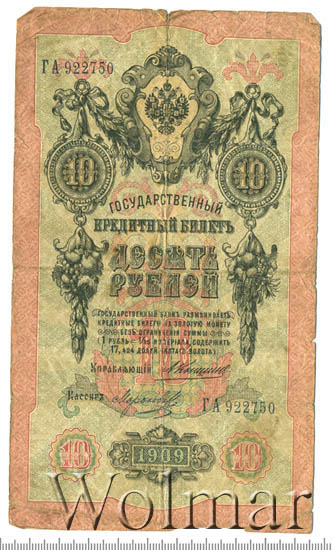 ГА 922750
10 10
ГОСУДАРСТВЕННЫЙ
КРЕДИТНЫЙ БИЛЕТЪ
ДЕСЯТЬ
РУБЛЕЙ
ГОСУДАРСТВЕННЫЙ БАНКЪ РАЗМѢНИВАЕТЪ
КРЕДИТНЫЕ БИЛЕТЫ НА ЗОЛОТУЮ МОНЕТУ
БЕЗЪ ОГРАНИЧЕНІЯ СУММЫ
(1 РУБЛЬ = 1/15 ИМПЕРІАЛА, СОДЕРЖИТЪ
17,424 ДОЛЕЙ ЧИСТАГО ЗОЛОТА)
УПРАВЛЯЮЩІЙ
Кассиръ
ГА 922750
10 1909 10
Wolmar